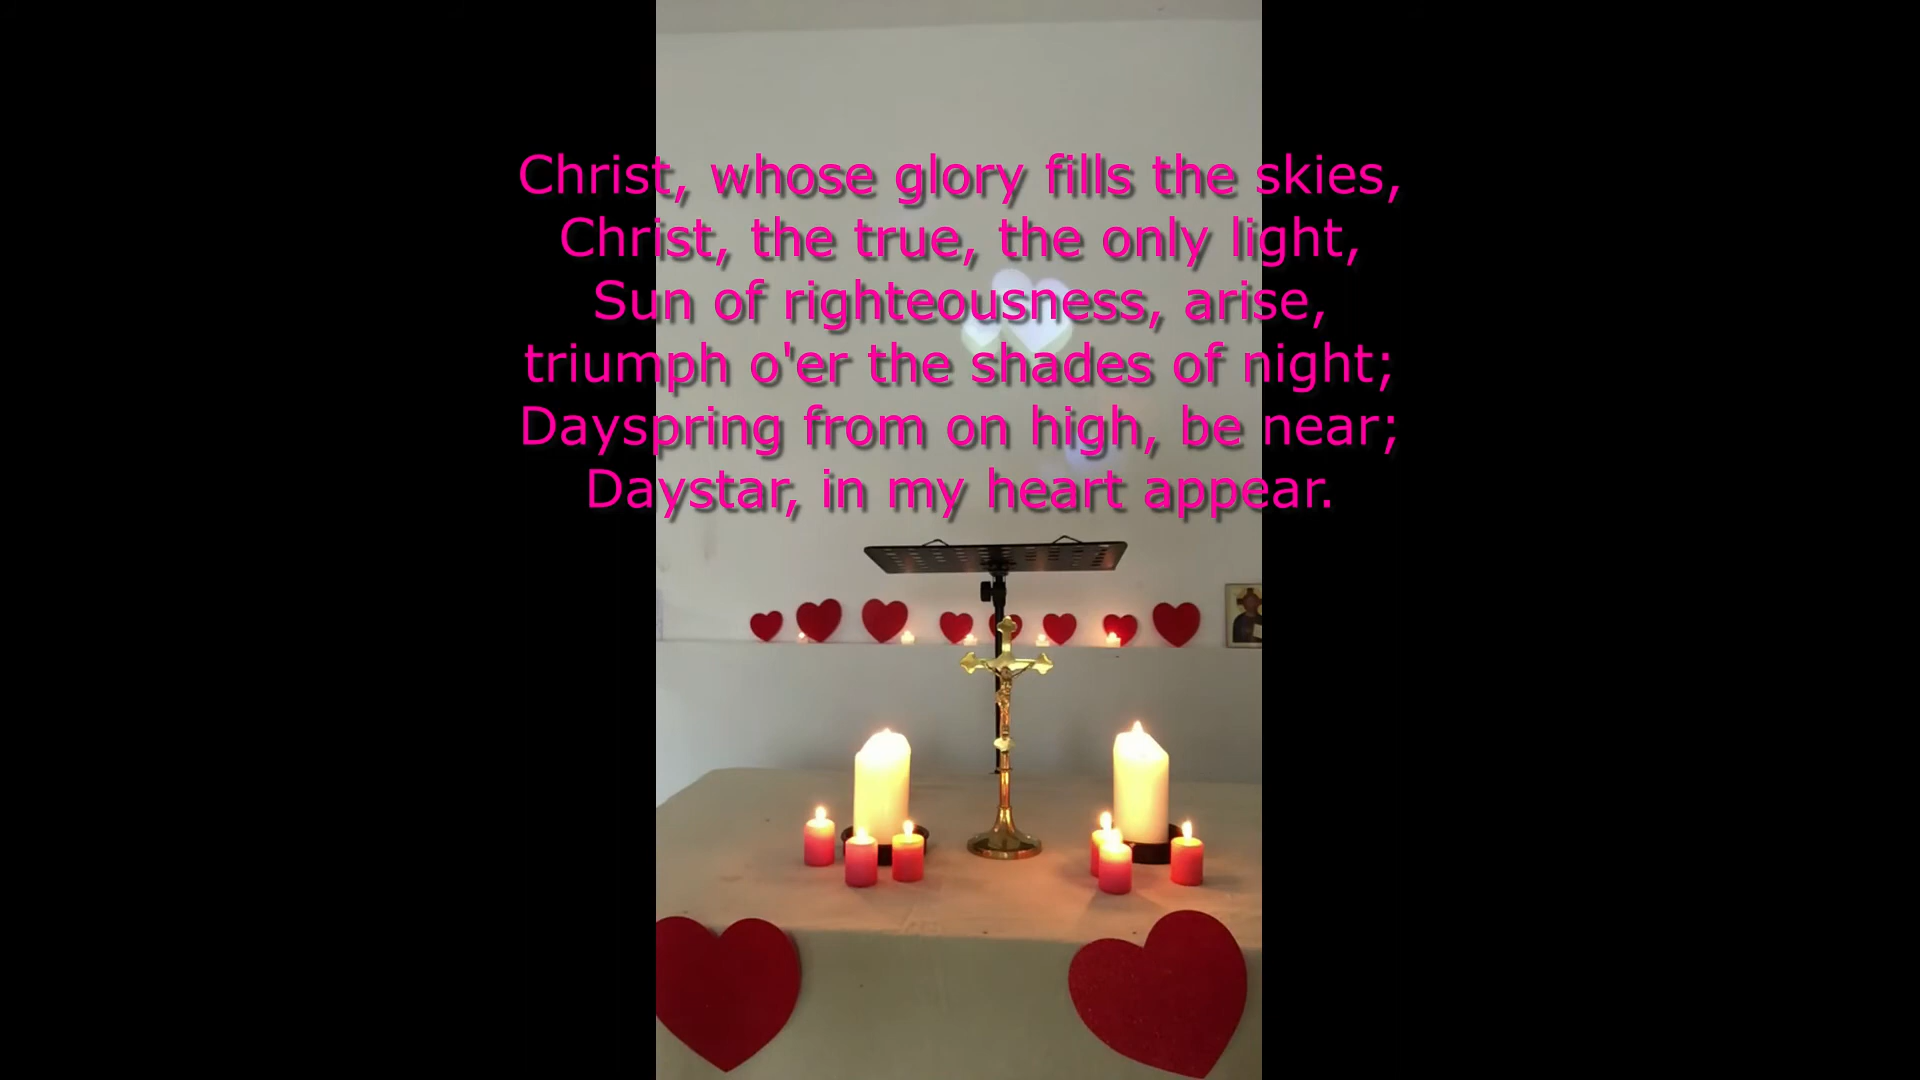 Christ, whose glory fills the skies,
Christ, the true, the only light,
Sun of righteousness, arise,
triumph o'er the shades of night;
Dayspring from on high, be near;
Daystar, in my heart appear.